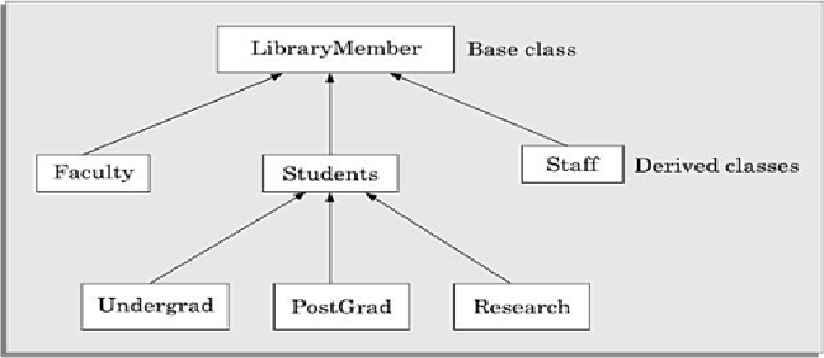 LibraryMember Base class
Faculty Students Staff Derived classes
Undergrad PostGrad Research